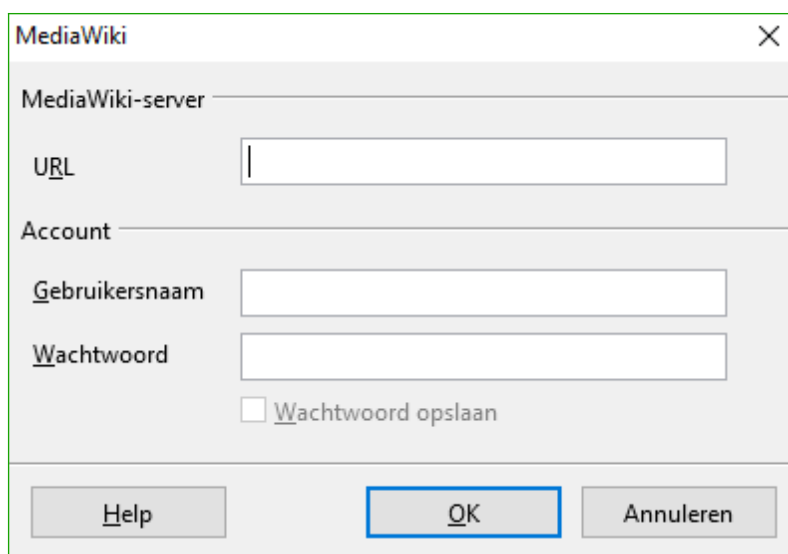 MediaWiki
MediaWiki-server
URL
Account
Gebruikersnaam
Wachtwoord
Wachtwoord opslaan
Help OK Annuleren